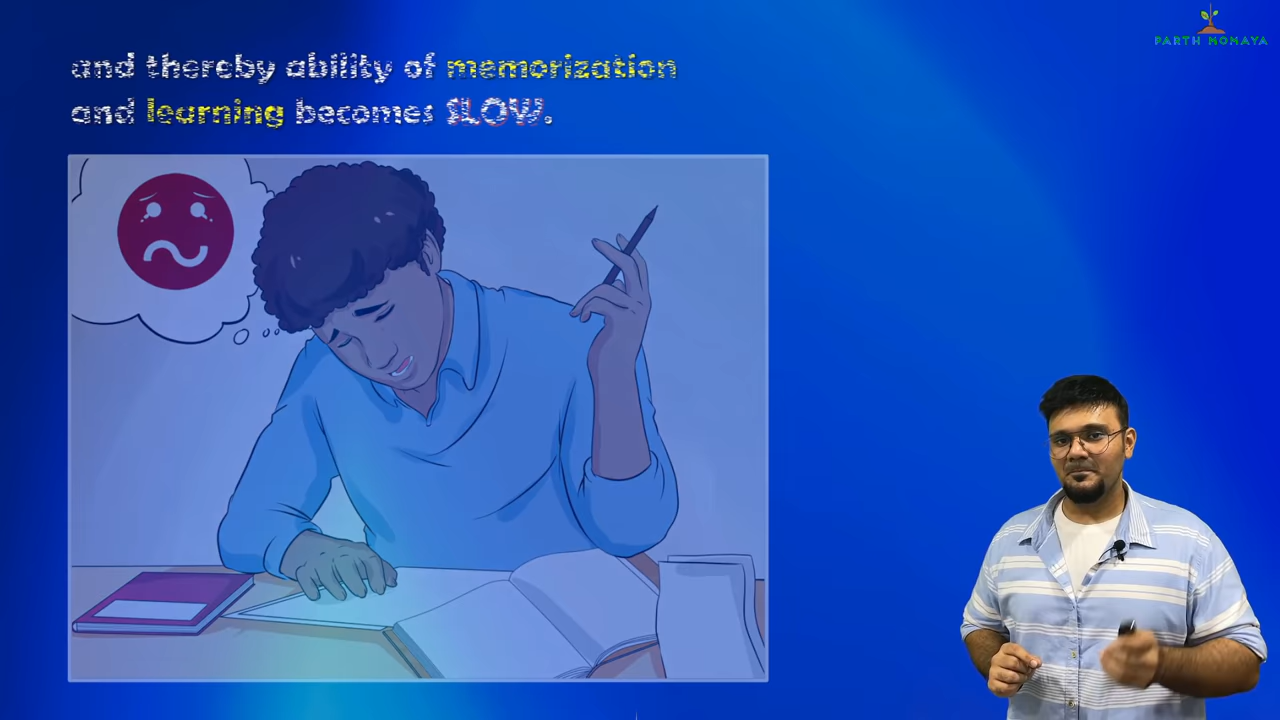 PARTH MOMAYA
and thereby ability of memorization
and learning becomes SLOW.